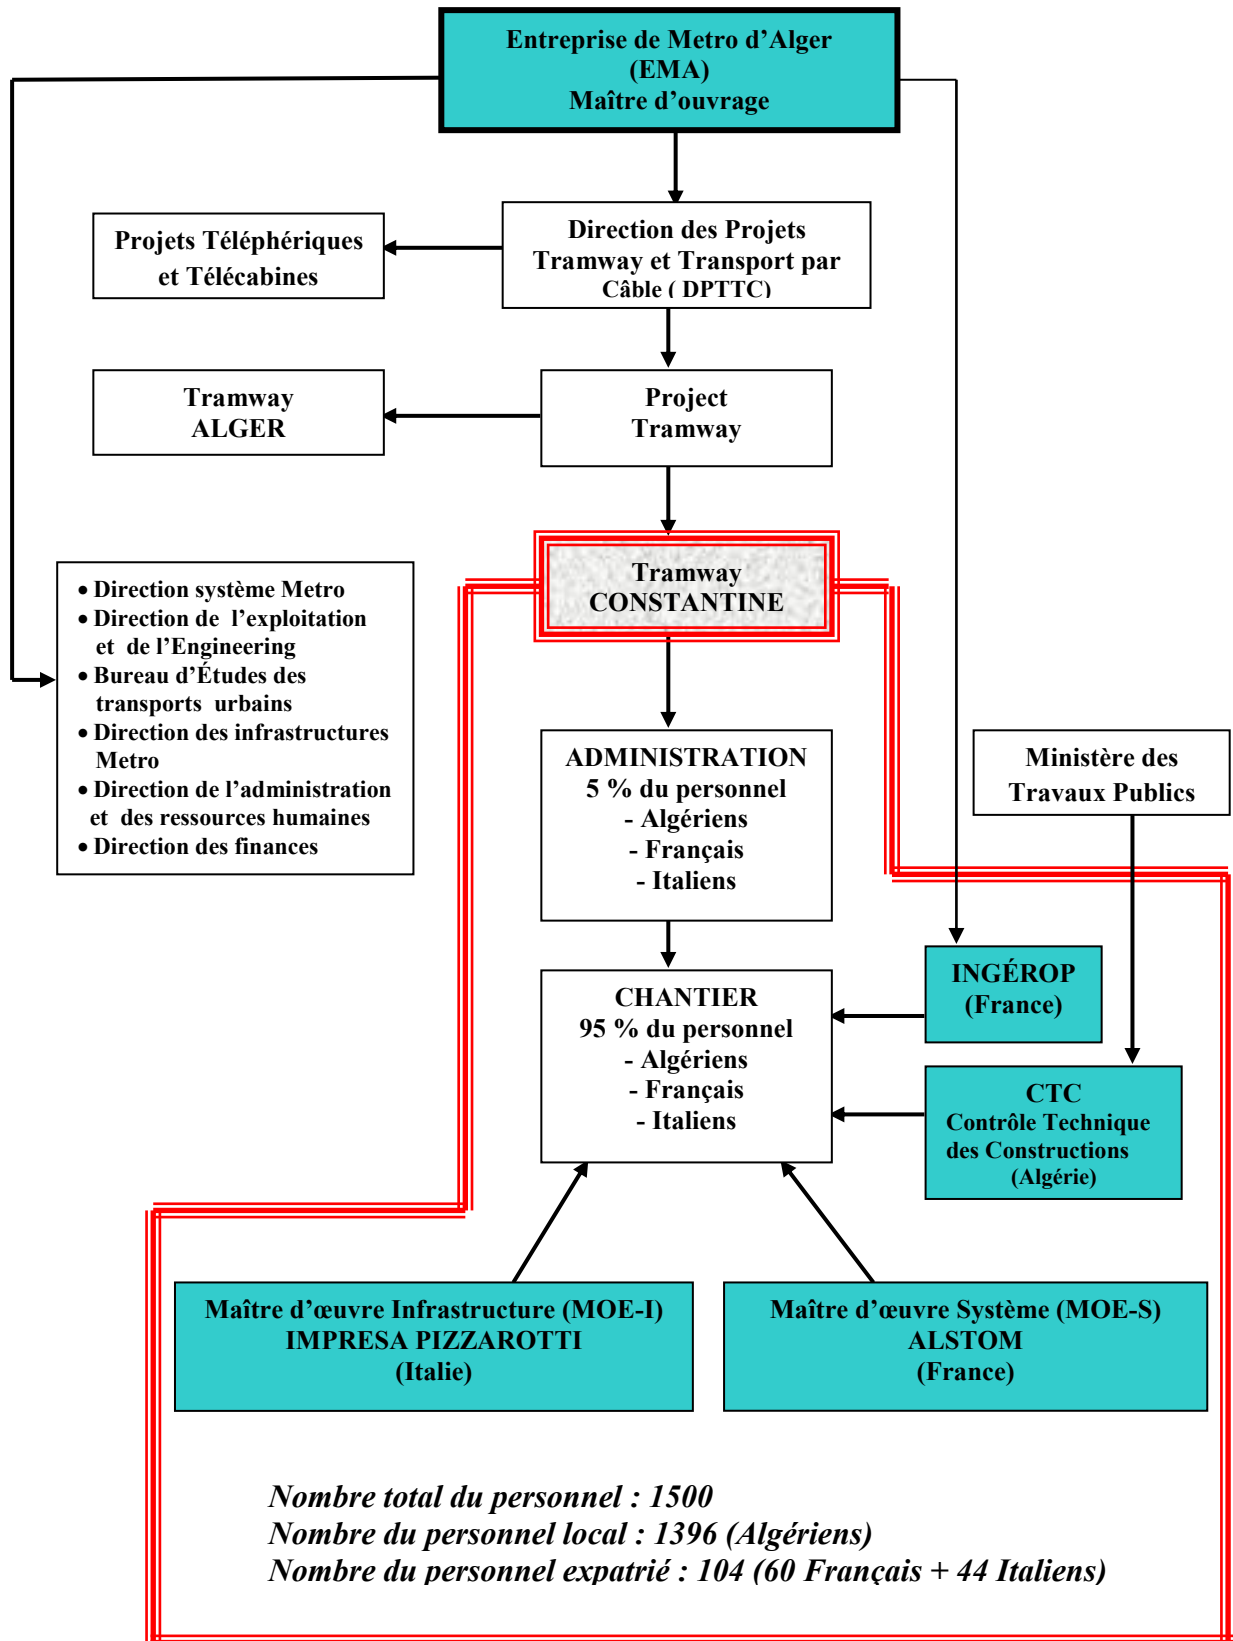 Entreprise de Metro d’Alger
(EMA)
Maître d’ouvrage
Projets Téléphériques
et Télécabines
Direction des Projets
Tramway et Transport par
Câble ( DPTTC)
Tramway
ALGER
Project
Tramway
Tramway
CONSTANTINE
• Direction système Metro
• Direction de l’exploitation
et de l’Engineering
• Bureau d’Études des
transports urbains
• Direction des infrastructures
Metro
• Direction de l’administration
et des ressources humaines
• Direction des finances
ADMINISTRATION
5 % du personnel
- Algériens
- Français
- Italiens
Ministère des
Travaux Publics
CHANTIER
95 % du personnel
- Algériens
- Français
- Italiens
INGÉROP
(France)
CTC
Contrôle Technique
des Constructions
(Algérie)
Maître d’œuvre Infrastructure (MOE-I)
IMPRESA PIZZAROTTI
(Italie)
Maître d’œuvre Système (MOE-S)
ALSTOM
(France)
Nombre total du personnel : 1500
Nombre du personnel local : 1396 (Algériens)
Nombre du personnel expatrié : 104 (60 Français + 44 Italiens)